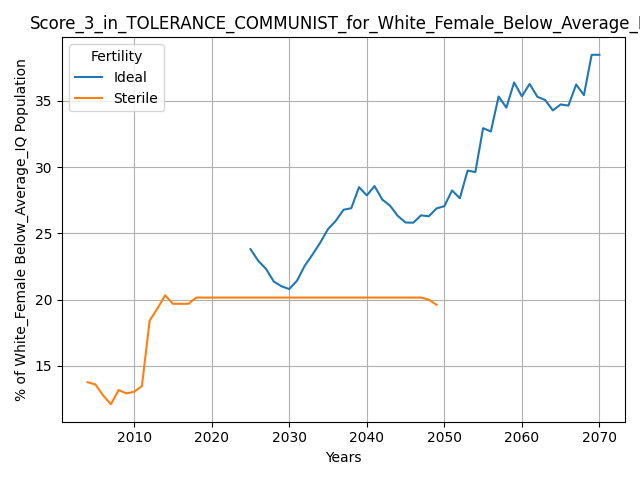 Score_3_in_TOLERANCE_COMMUNIST_for_White_Female_Below_Average_
% of White_Female Below_Average_IQ Population
Fertility
Ideal
Sterile
35
30
25
20
15
2010 2020 2030 2040 2050 2060 2070
Years